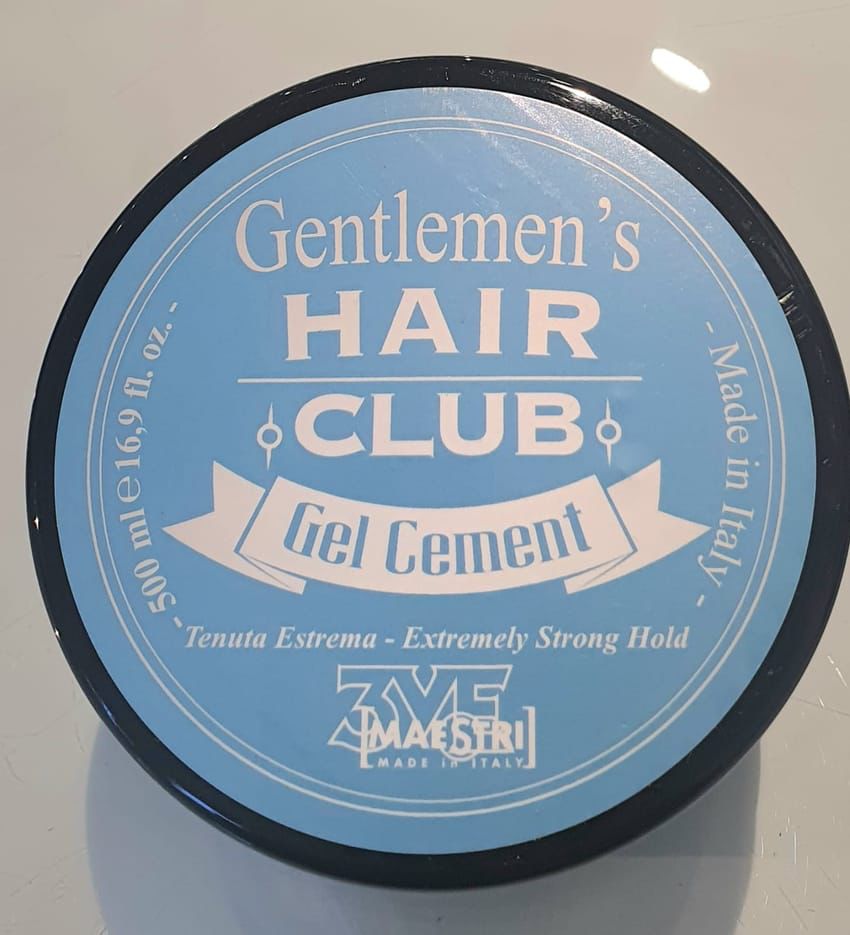 Gentlemen's
HAIR
CLUB
Gel Cement
Tenuta Estrema - Extremely Strong Hold
3VE
[MAESTRI]
MADE in ITALY
- 500 ml ℮ 16,9 fl. oz. -
- Made in Italy -